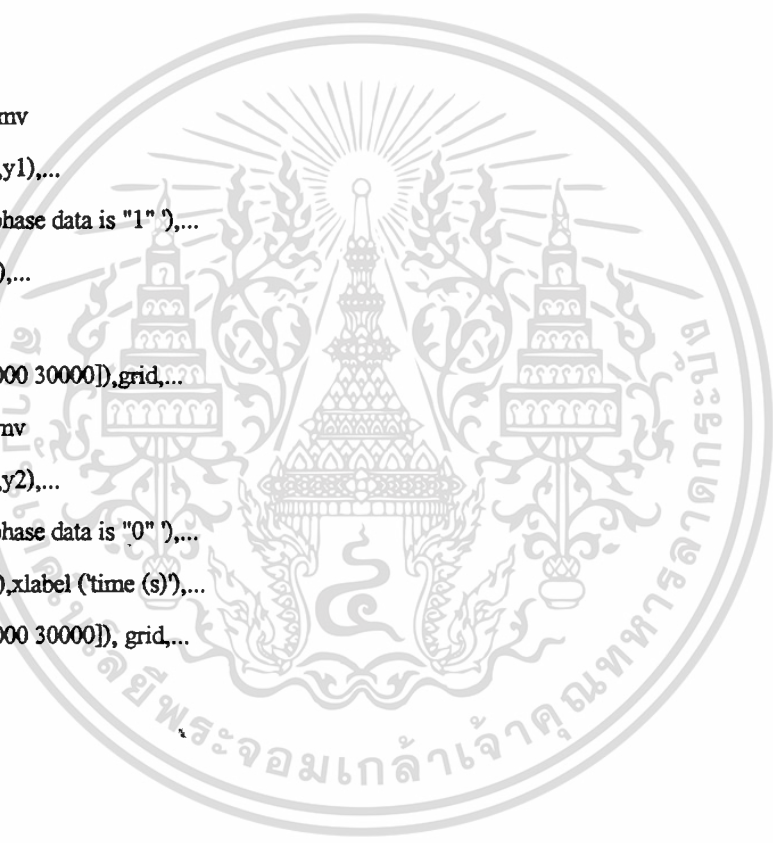 mv
,y1),...
phase data is "1" '),...
),...
000 30000]),grid,...
mv
,y2),...
phase data is "0" '),...
),xlabel ('time (s)'),...
000 30000]), grid,...
พระจอมเกล้าเจ้าคุณทหารลาดกระบัง